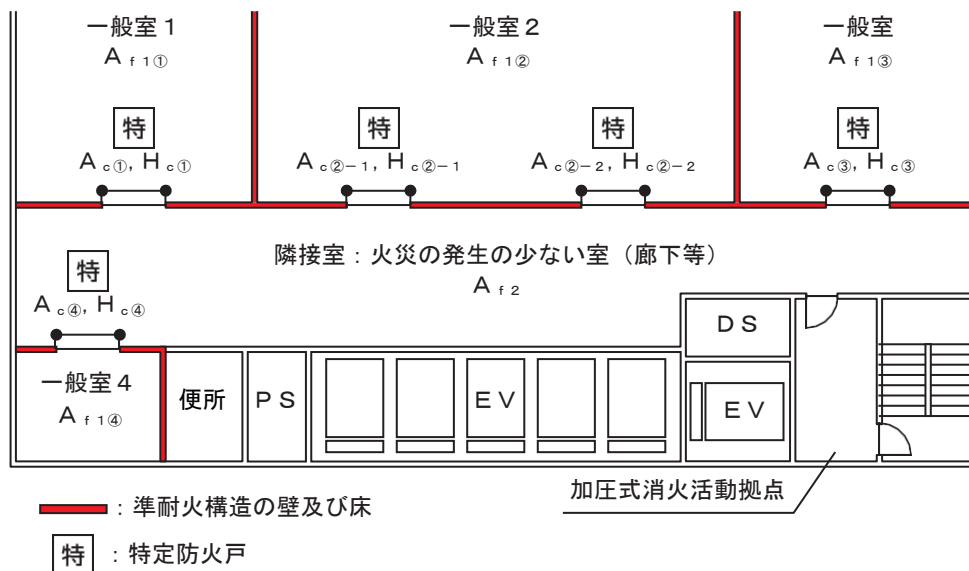 一般室1
Af1①
一般室2
Af1②
一般室
Af1③
特
特
特
特
Ac①, Hc①
Ac②-1, Hc②-1
Ac②-2, Hc②-2
Ac③, Hc③
隣接室：火災の発生の少ない室（廊下等）
Af2
特
Ac④, Hc④
一般室4
Af1④
便所
PS
EV
DS
EV
加圧式消火活動拠点
：準耐火構造の壁及び床
特：特定防火戸